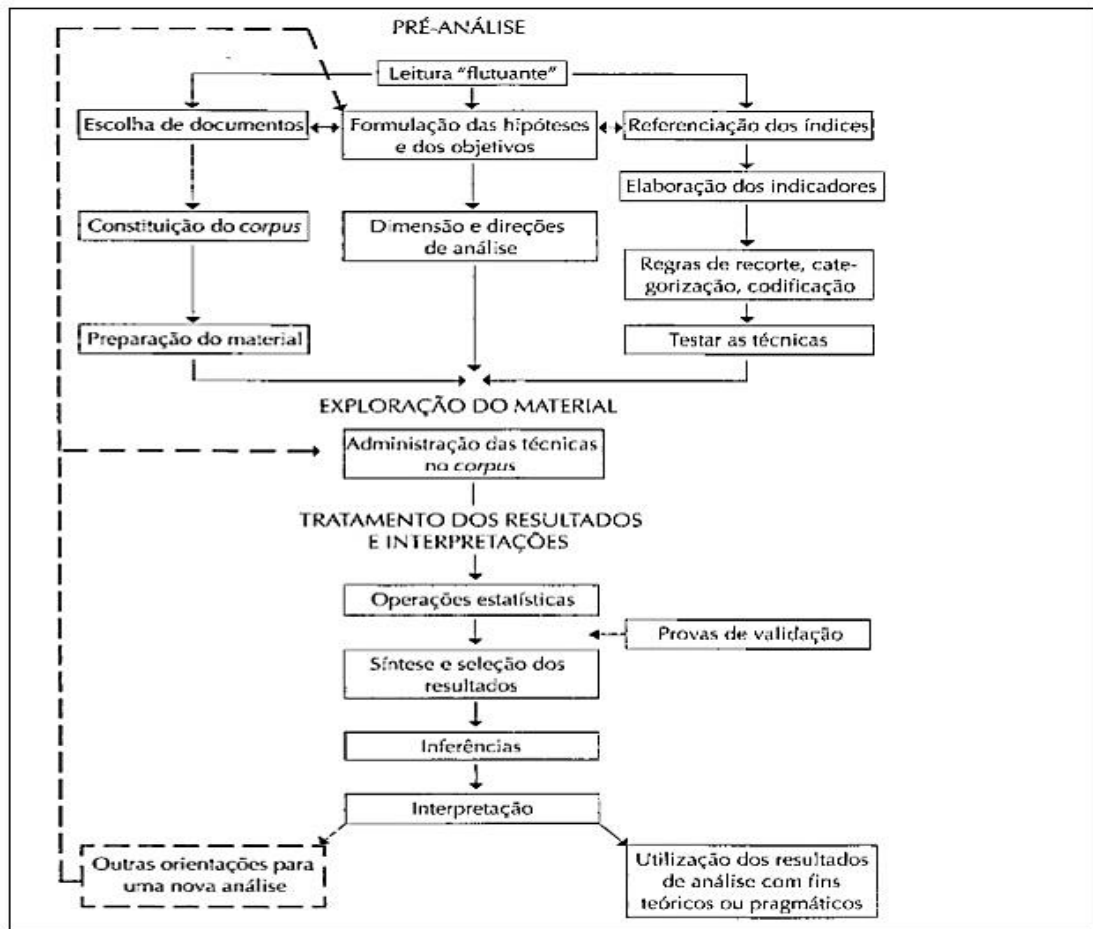 PRÉ-ANÁLISE
Leitura "flutuante"
Escolha de documentos
Formulação das hipóteses
e dos objetivos
Referenciação dos índices
Elaboração dos indicadores
Constituição do corpus
Dimensão e direções
de análise
Regras de recorte, cate-
gorização, codificação
Preparação do material
Testar as técnicas
EXPLORAÇÃO DO MATERIAL
Administração das técnicas
no corpus
TRATAMENTO DOS RESULTADOS
E INTERPRETAÇÕES
Operações estatísticas
Provas de validação
Síntese e seleção dos
resultados
Inferências
Interpretação
Outras orientações para
uma nova análise
Utilização dos resultados
de análise com fins
teóricos ou pragmáticos